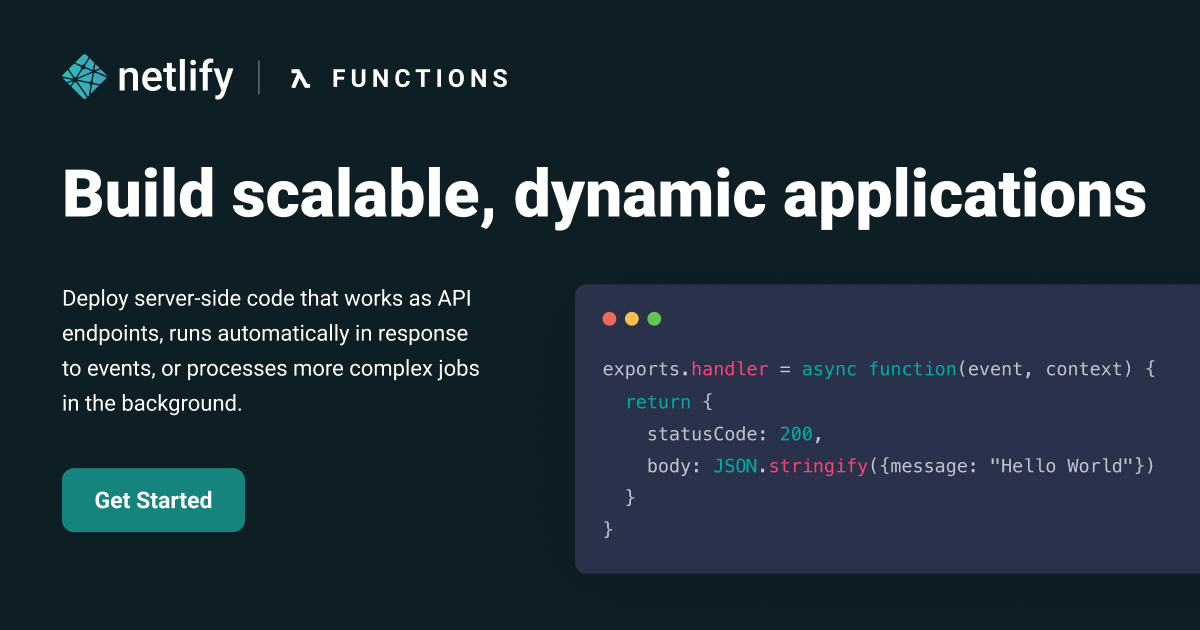 netlify | λ FUNCTIONS
Build scalable, dynamic applications
Deploy server-side code that works as API
endpoints, runs automatically in response
to events, or processes more complex jobs
in the background.
Get Started
exports.handler = async function(event, context) {
  return {
    statusCode: 200,
    body: JSON.stringify({message: "Hello World"})
  }
}